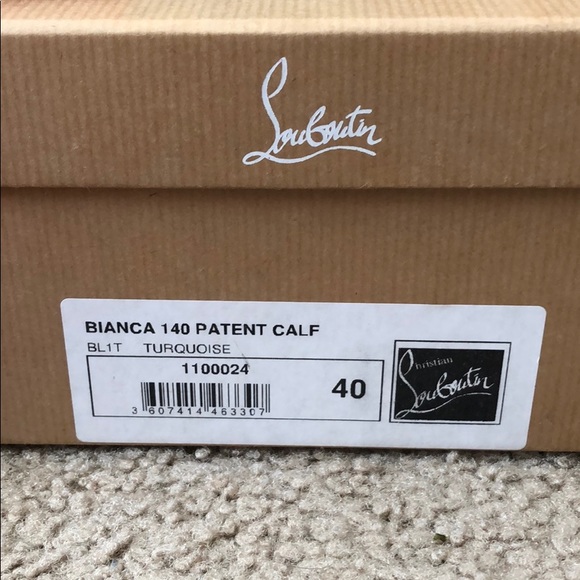 Louboutin
BIANCA 140 PATENT CALF
BL1T TURQUOISE
1100024
3 607414 463307
40
Christian
Louboutin